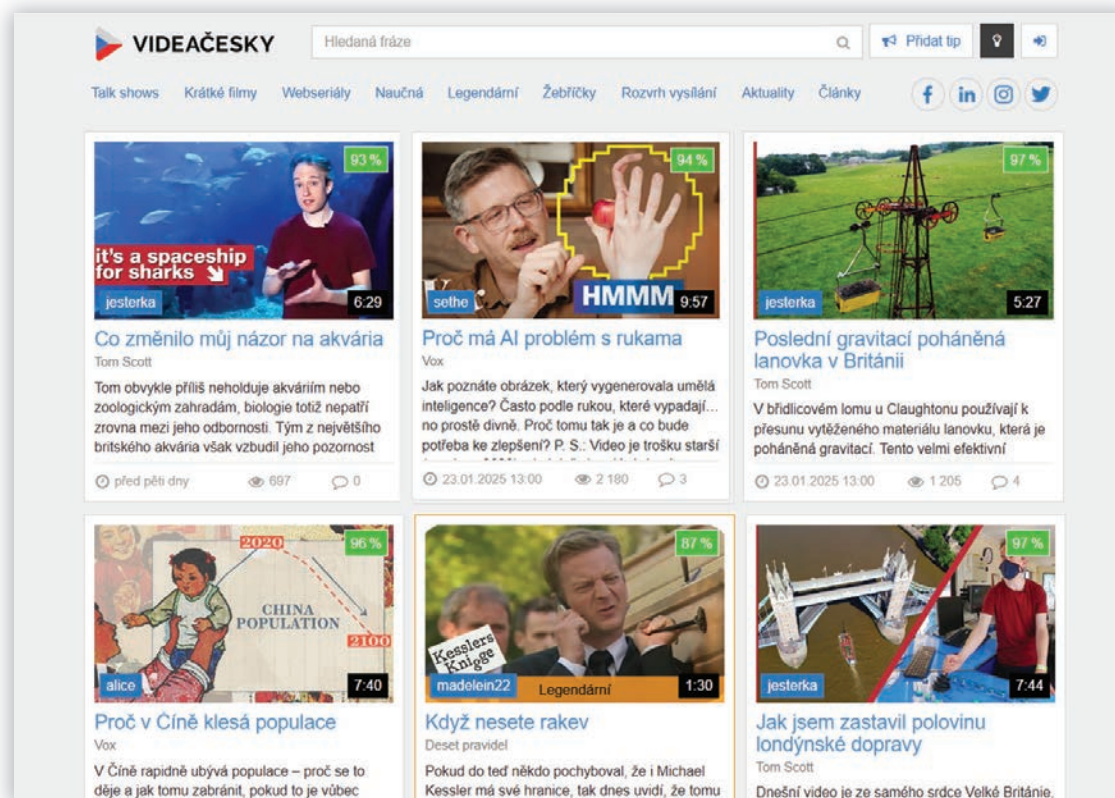 VIDEAČESKY
Hledaná fráze
Přidat tip
Talk shows Krátké filmy Webseriály Naučná Legendární Žebříčky Rozvrh vysílání Aktuality Články
93 %
it's a spaceship
for sharks
jesterka 6:29
Co změnilo můj názor na akvária
Tom Scott
Tom obvykle příliš neholduje akváriím nebo
zoologickým zahradám, biologie totiž nepatří
zrovna mezi jeho odbornosti. Tým z největšího
britského akvária však vzbudil jeho pozornost
před pěti dny 697 0
94 %
HMMM
sethe 9:57
Proč má AI problém s rukama
Vox
Jak poznáte obrázek, který vygenerovala umělá
inteligence? Často podle rukou, které vypadají…
no prostě divně. Proč tomu tak je a co bude
potřeba ke zlepšení? P. S.: Video je trošku starší
23.01.2025 13:00 2 180 3
97 %
jesterka 5:27
Poslední gravitací poháněná
lanovka v Británii
Tom Scott
V břidlicovém lomu u Claughtonu používají k
přesunu vytěženého materiálu lanovku, která je
poháněná gravitací. Tento velmi efektivní
23.01.2025 13:00 1 205 4
96 %
2020
CHINA
POPULATION
2100
alice 7:40
Proč v Číně klesá populace
Vox
V Číně rapidně ubývá populace – proč se to
děje a jak tomu zabránit, pokud to je vůbec
87 %
Kesslers
Knigge
madelein22 Legendární 1:30
Když nesete rakev
Deset pravidel
Pokud do teď někdo pochyboval, že i Michael
Kessler má své hranice, tak dnes uvidí, že tomu
97 %
jesterka 7:44
Jak jsem zastavil polovinu
londýnské dopravy
Tom Scott
Dnešní video je ze samého srdce Velké Británie,